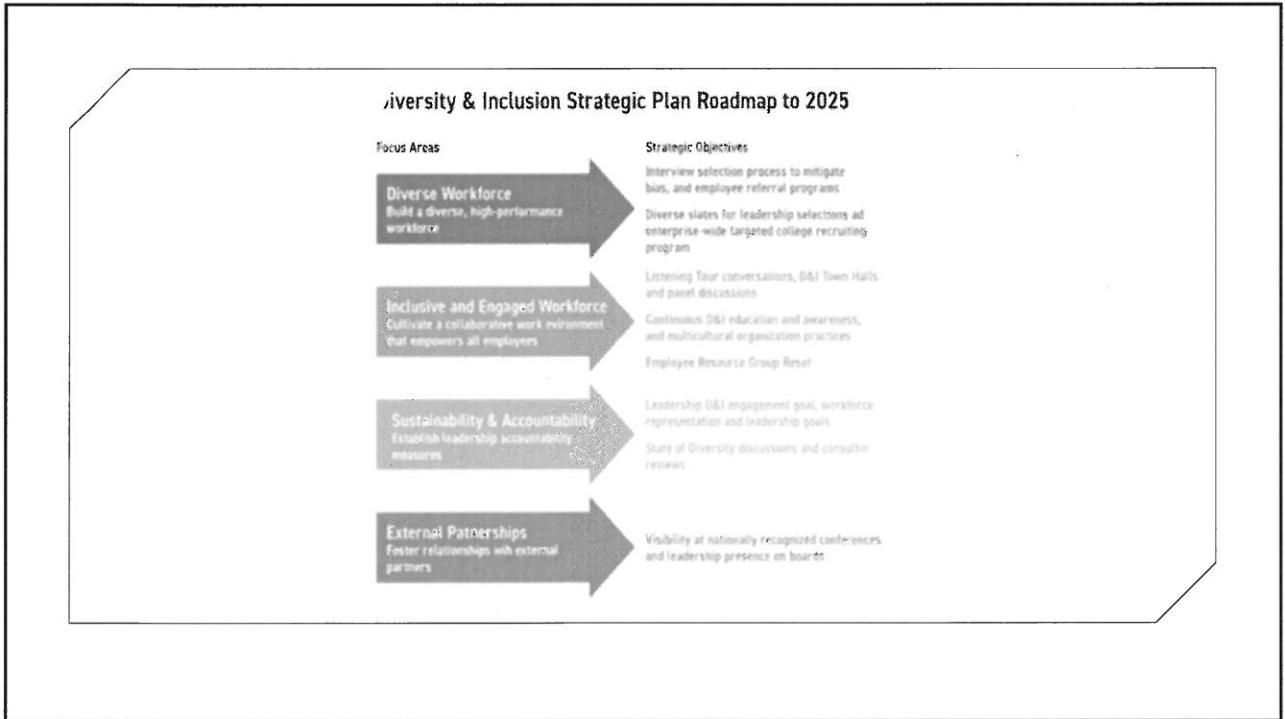 iversity & Inclusion Strategic Plan Roadmap to 2025
Focus Areas
Strategic Objectives
Diverse Workforce
Build a diverse, high-performance
workforce
Interview selection process to mitigate
bias, and employee referral programs
Diverse slates for leadership selections ad
enterprise-wide targeted college recruiting
program
Inclusive and Engaged Workforce
Cultivate a collaborative work evironment
that empowers all employees
Listening Tour conversations, D&I Town Halls
and panel discussions
Continuous D&I education and awareness,
and multicultural organization practices
Employee Resource Group Reset
Sustainability & Accountability
Establish leadership accountability
measures
Leadership D&I engagement goal, workforce
representation and leadership goals
State of Diversity discussions and consultin
reviews
External Patnerships
Foster relationships wih external
partners
Visibility at nationally recognized conferences
and leadership presence on boards